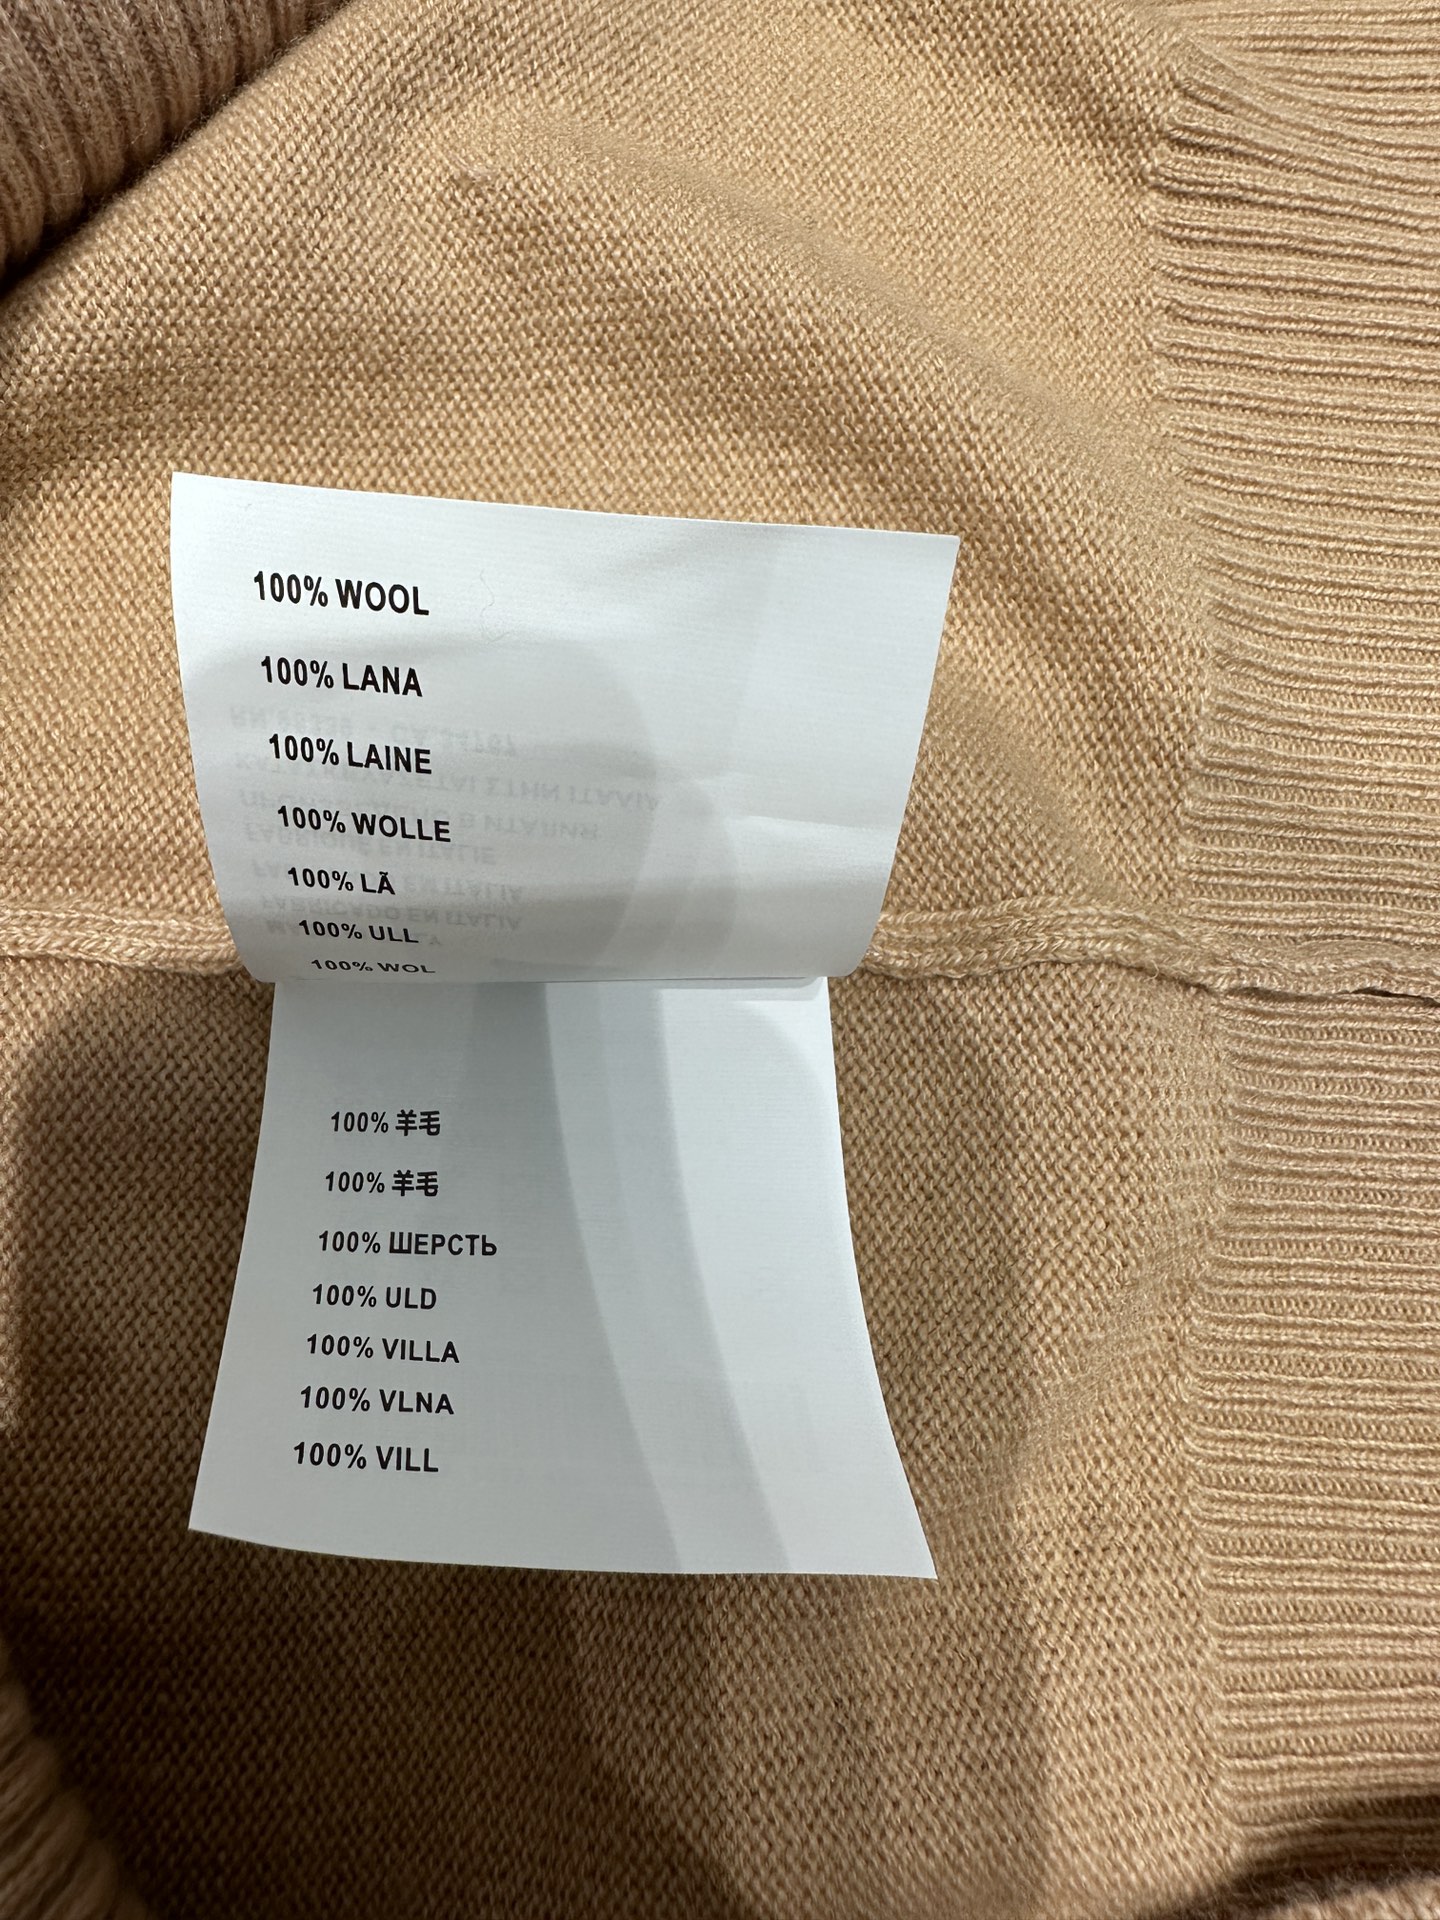 100% WOOL
100% LANA
100% LAINE
100% WOLLE
100% LÃ
100% ULL
100% WOL
100% 羊毛
100% 羊毛
100% ШЕРСТЬ
100% ULD
100% VILLA
100% VLNA
100% VILL